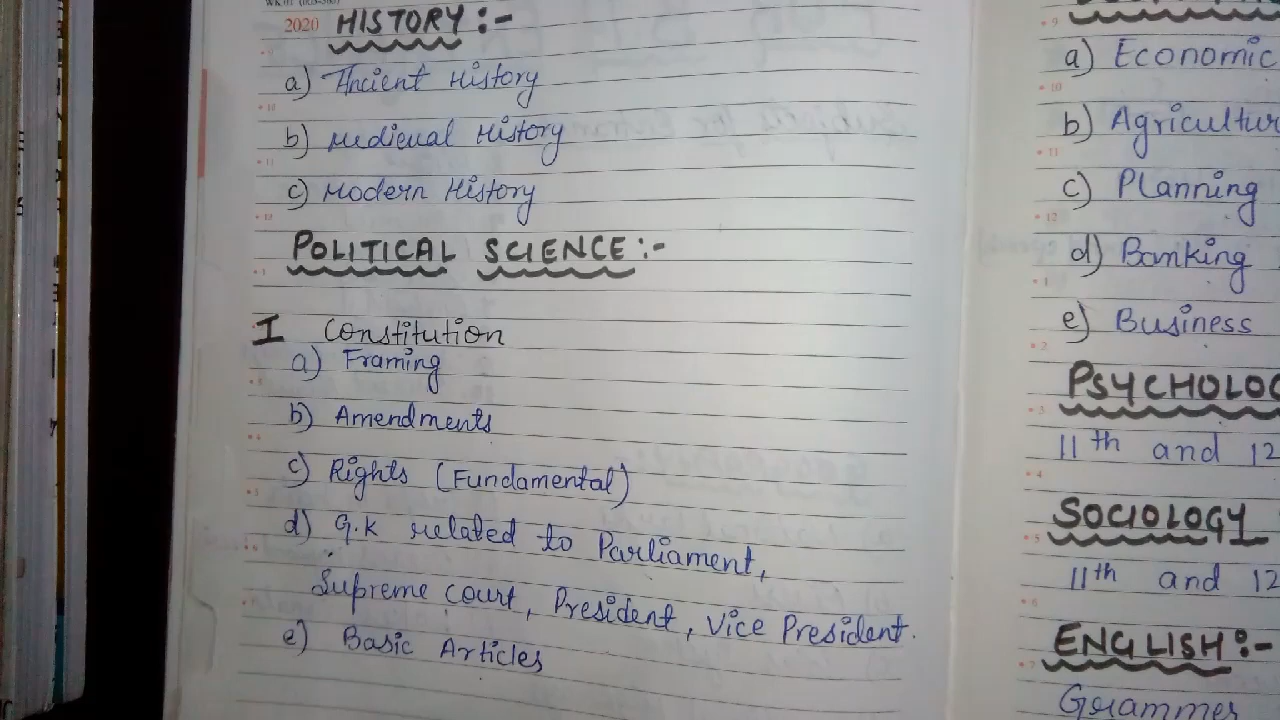 2020 HISTORY :-
a) Ancient History
b) Medieval History
c) Modern History
POLITICAL SCIENCE :-
I Constitution
a) Framing
b) Amendments
c) Rights (Fundamental)
d) G.K related to Parliament,
Supreme court, President, Vice President.
e) Basic Articles
a) Economic
b) Agricultur
c) Planning
d) Banking
e) Business
PSYCHOLOG
11th and 12
SOCIOLOGY
11th and 12
ENGLISH :-
Grammer